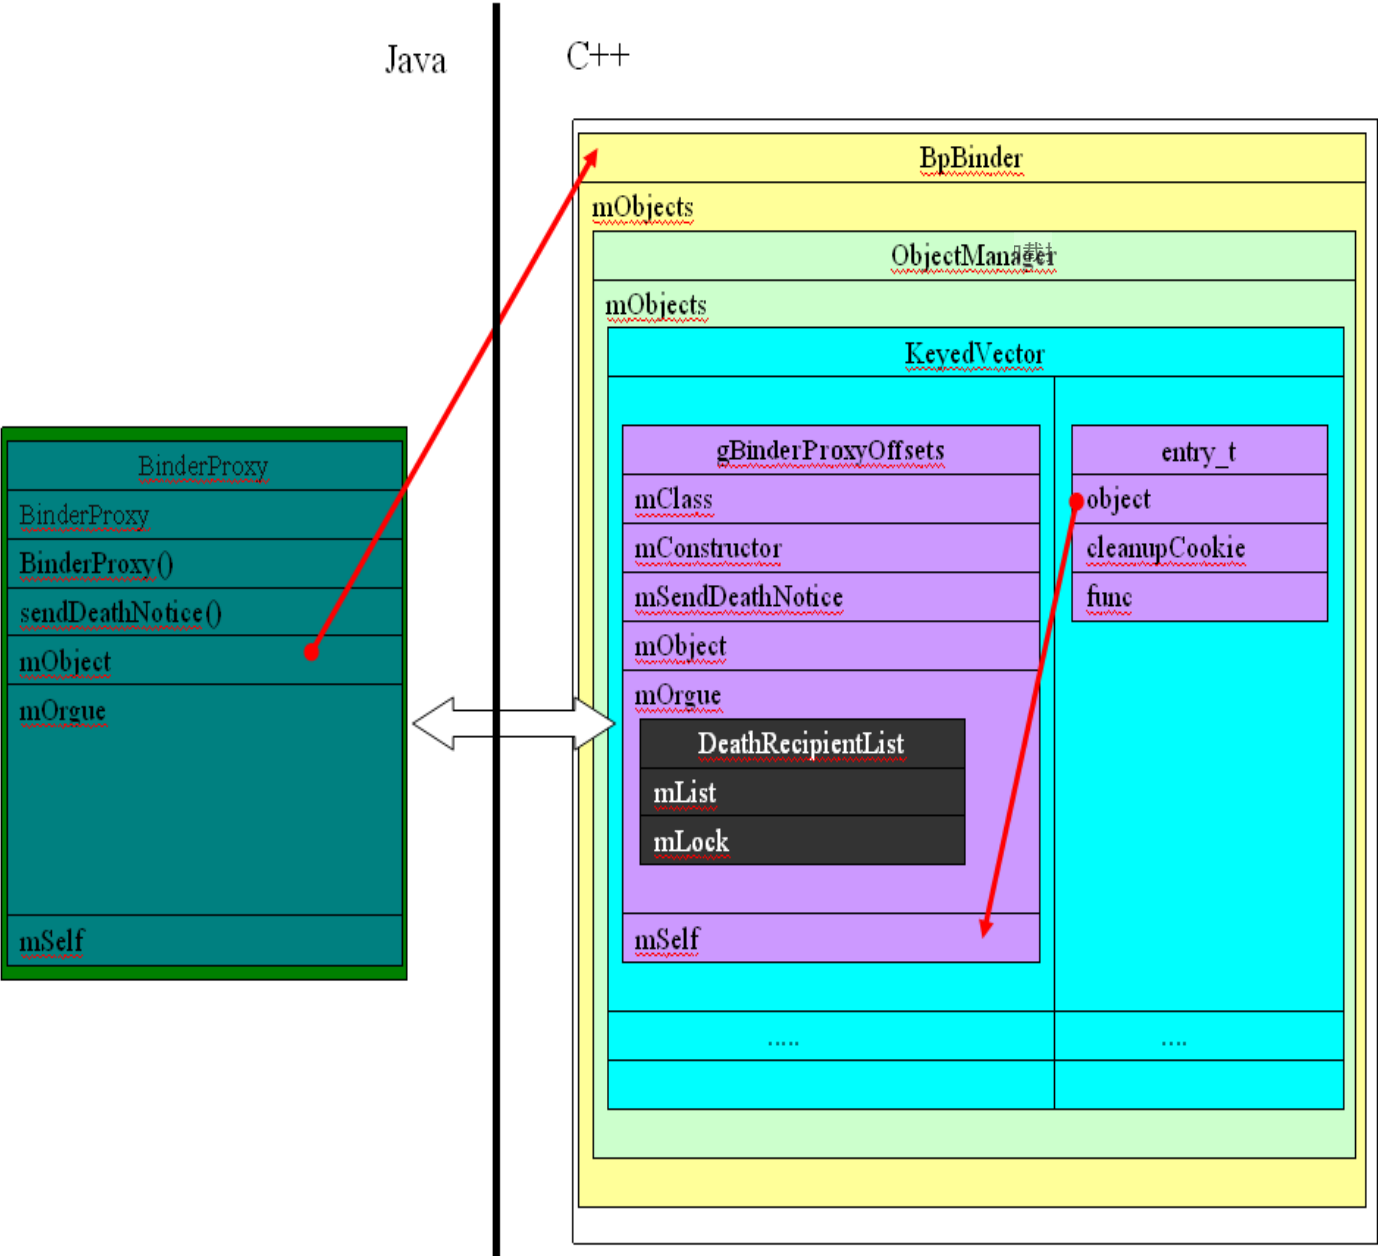 Java
C++
BpBinder
mObjects
ObjectManager
mObjects
KeyedVector
gBinderProxyOffsets
mClass
mConstructor
mSendDeathNotice
mObject
mOrgue
DeathRecipientList
mList
mLock
mSelf
entry_t
object
cleanupCookie
func
.....
....
BinderProxy
BinderProxy
BinderProxy()
sendDeathNotice()
mObject
mOrgue
mSelf